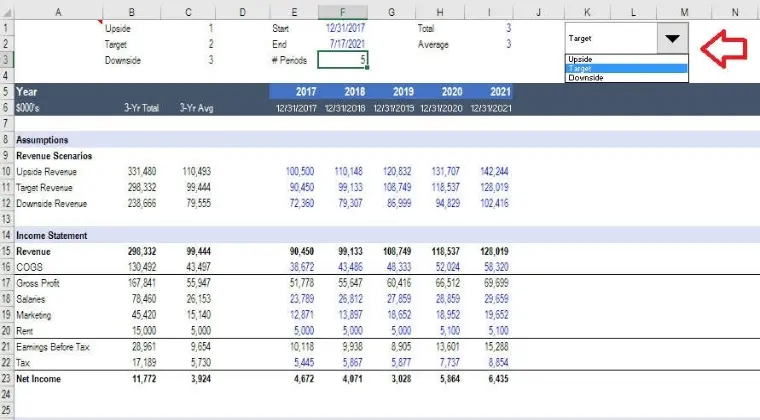 A B C D E F G H I J K L M N
1 Upside 1 Start 12/31/2017 Total 3
2 Target 2 End 7/17/2021 Average 3
3 Downside 3 # Periods 5
Target
Upside
Target
Downside
4
5 Year 2017 2018 2019 2020 2021
6 $000's 3-Yr Total 3-Yr Avg 12/31/2017 12/31/2018 12/31/2019 12/31/2020 12/31/2021
7
8 Assumptions
9 Revenue Scenarios
10 Upside Revenue 331,480 110,493 100,500 110,148 120,832 131,707 142,244
11 Target Revenue 298,332 99,444 90,450 99,133 108,749 118,537 128,019
12 Downside Revenue 238,666 79,555 72,360 79,307 86,999 94,829 102,416
13
14 Income Statement
15 Revenue 298,332 99,444 90,450 99,133 108,749 118,537 128,019
16 COGS 130,492 43,497 38,672 43,486 48,333 52,024 58,320
17 Gross Profit 167,841 55,947 51,778 55,647 60,416 66,512 69,699
18 Salaries 78,460 26,153 23,789 26,812 27,859 28,859 29,659
19 Marketing 45,420 15,140 12,871 13,897 18,652 18,952 19,652
20 Rent 15,000 5,000 5,000 5,000 5,000 5,100 5,100
21 Earnings Before Tax 28,961 9,654 10,118 9,938 8,905 13,601 15,288
22 Tax 17,189 5,730 5,445 5,867 5,877 7,737 8,854
23 Net Income 11,772 3,924 4,672 4,071 3,028 5,864 6,435
24
25